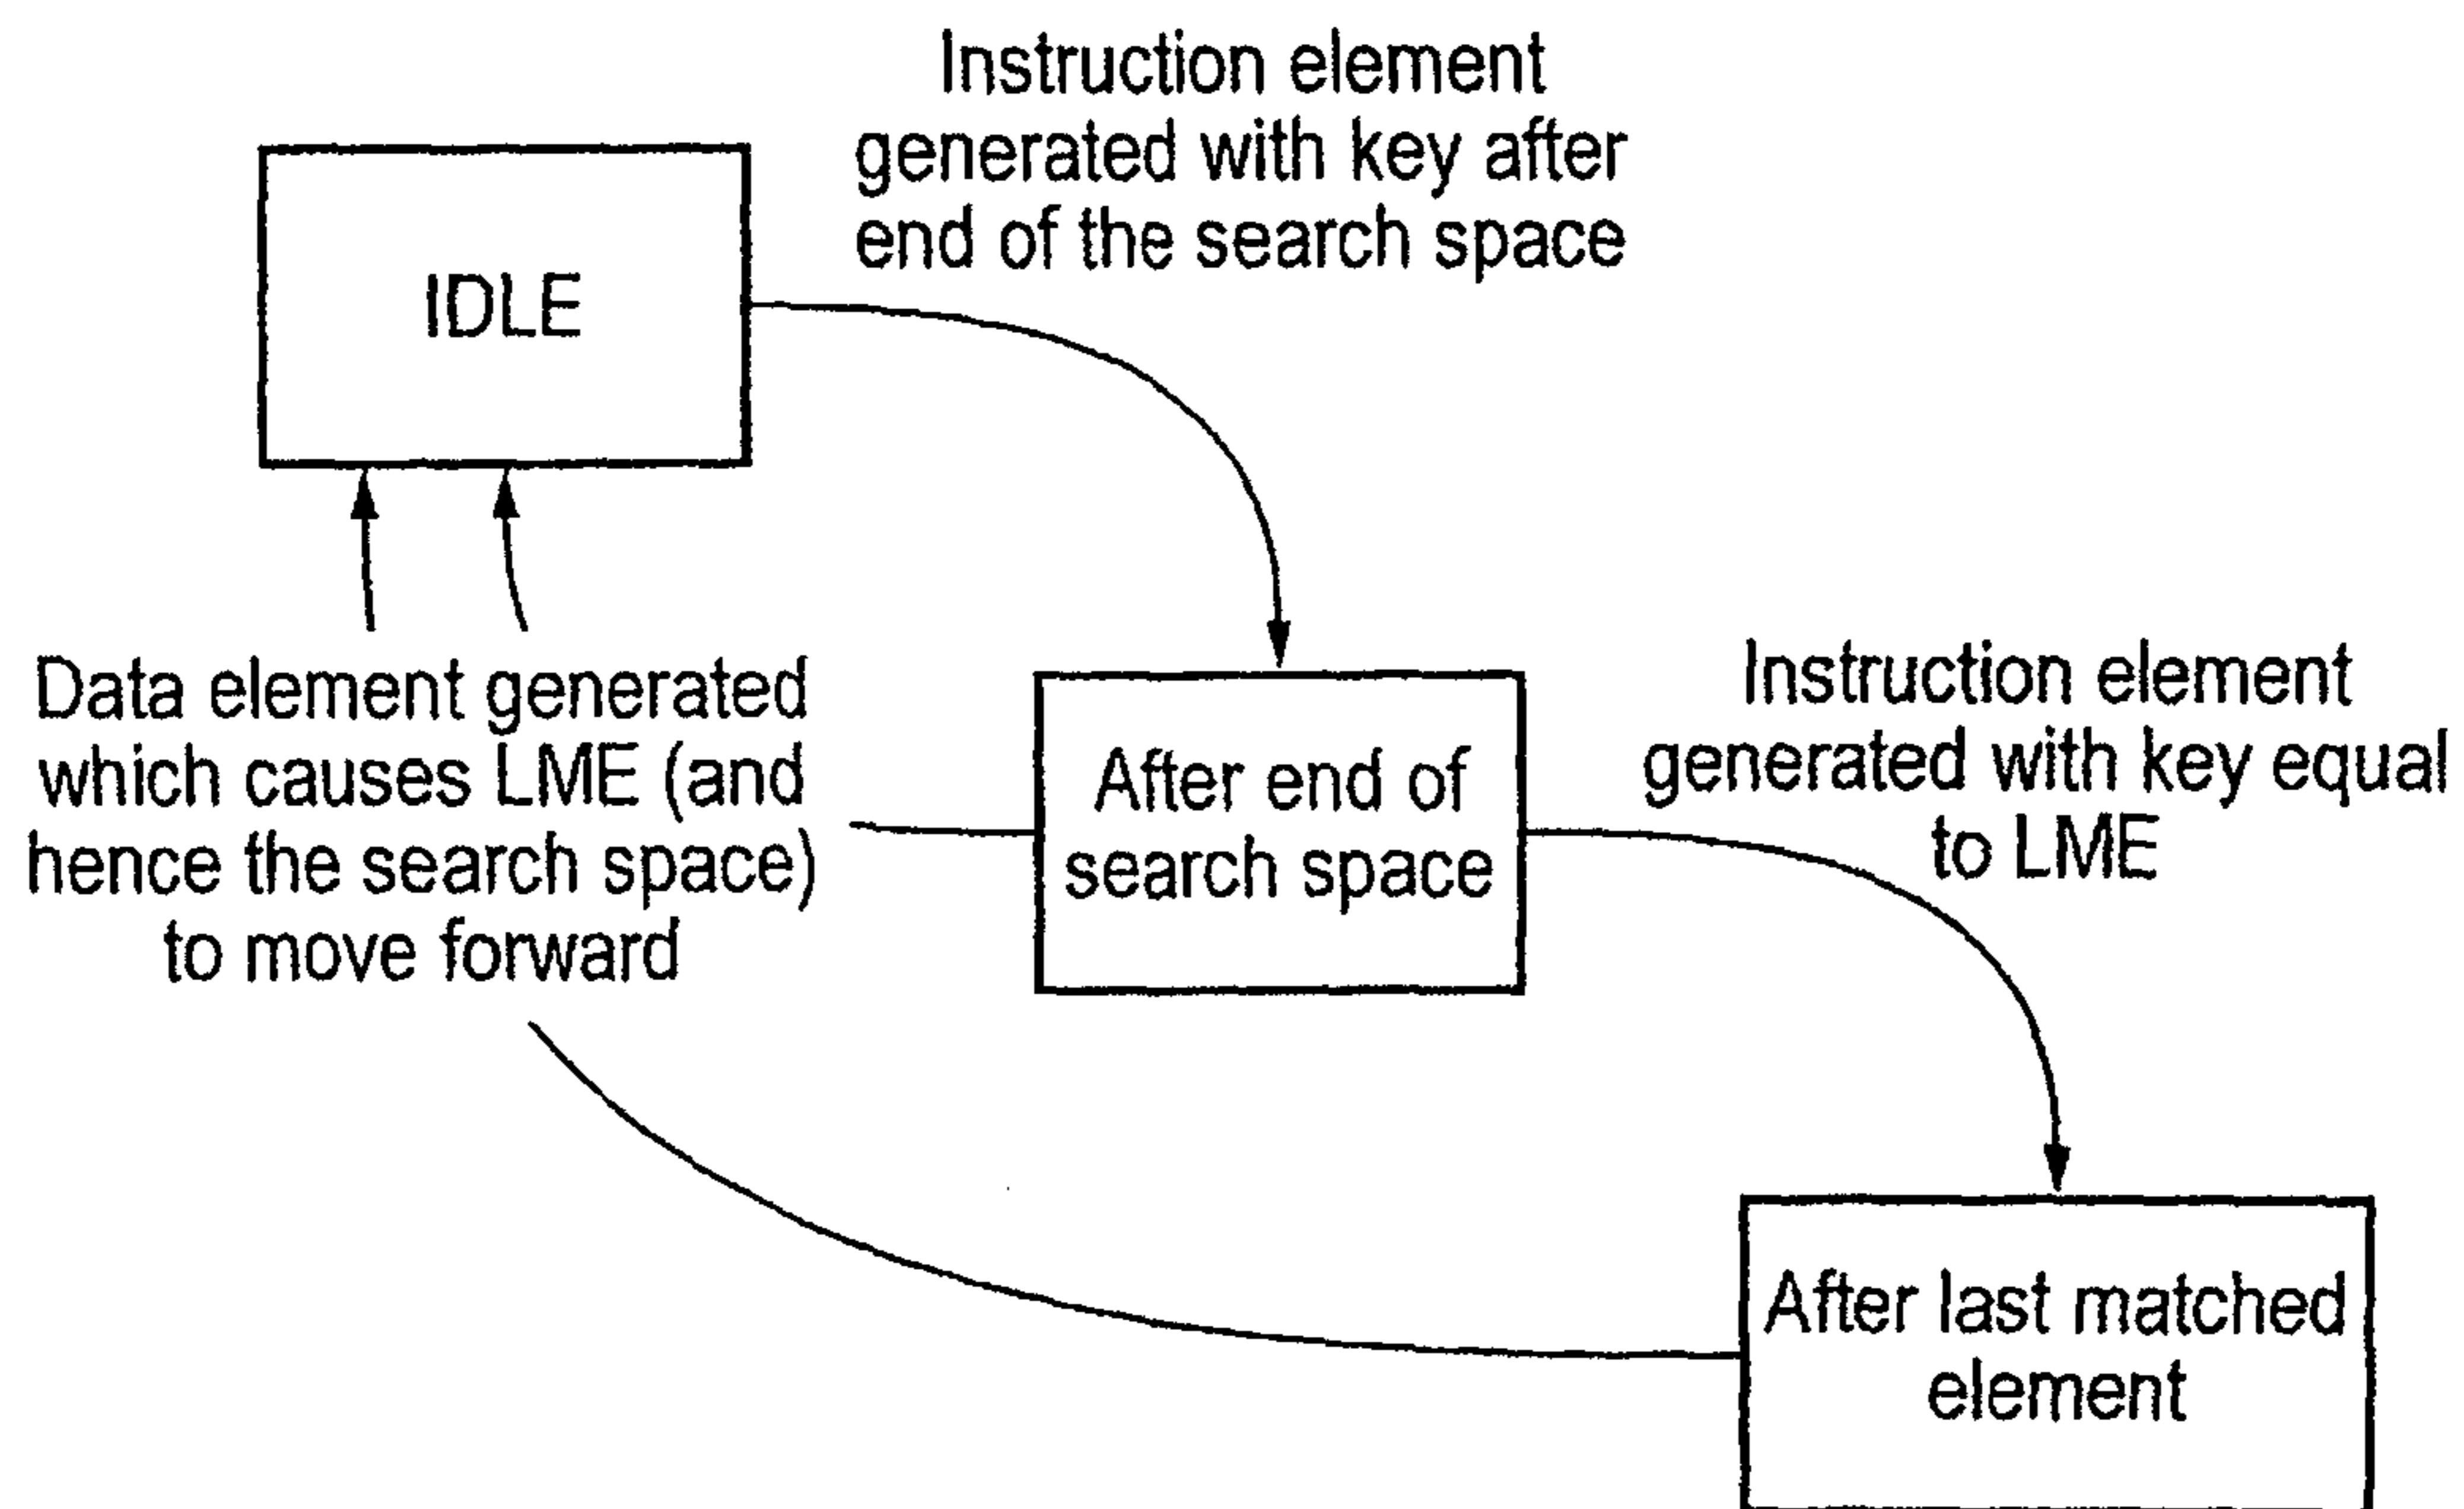 Instruction element
generated with key after
end of the search space
IDLE
Data element generated
which causes LME (and
hence the search space)
to move forward
After end of
search space
Instruction element
generated with key equal
to LME
After last matched
element